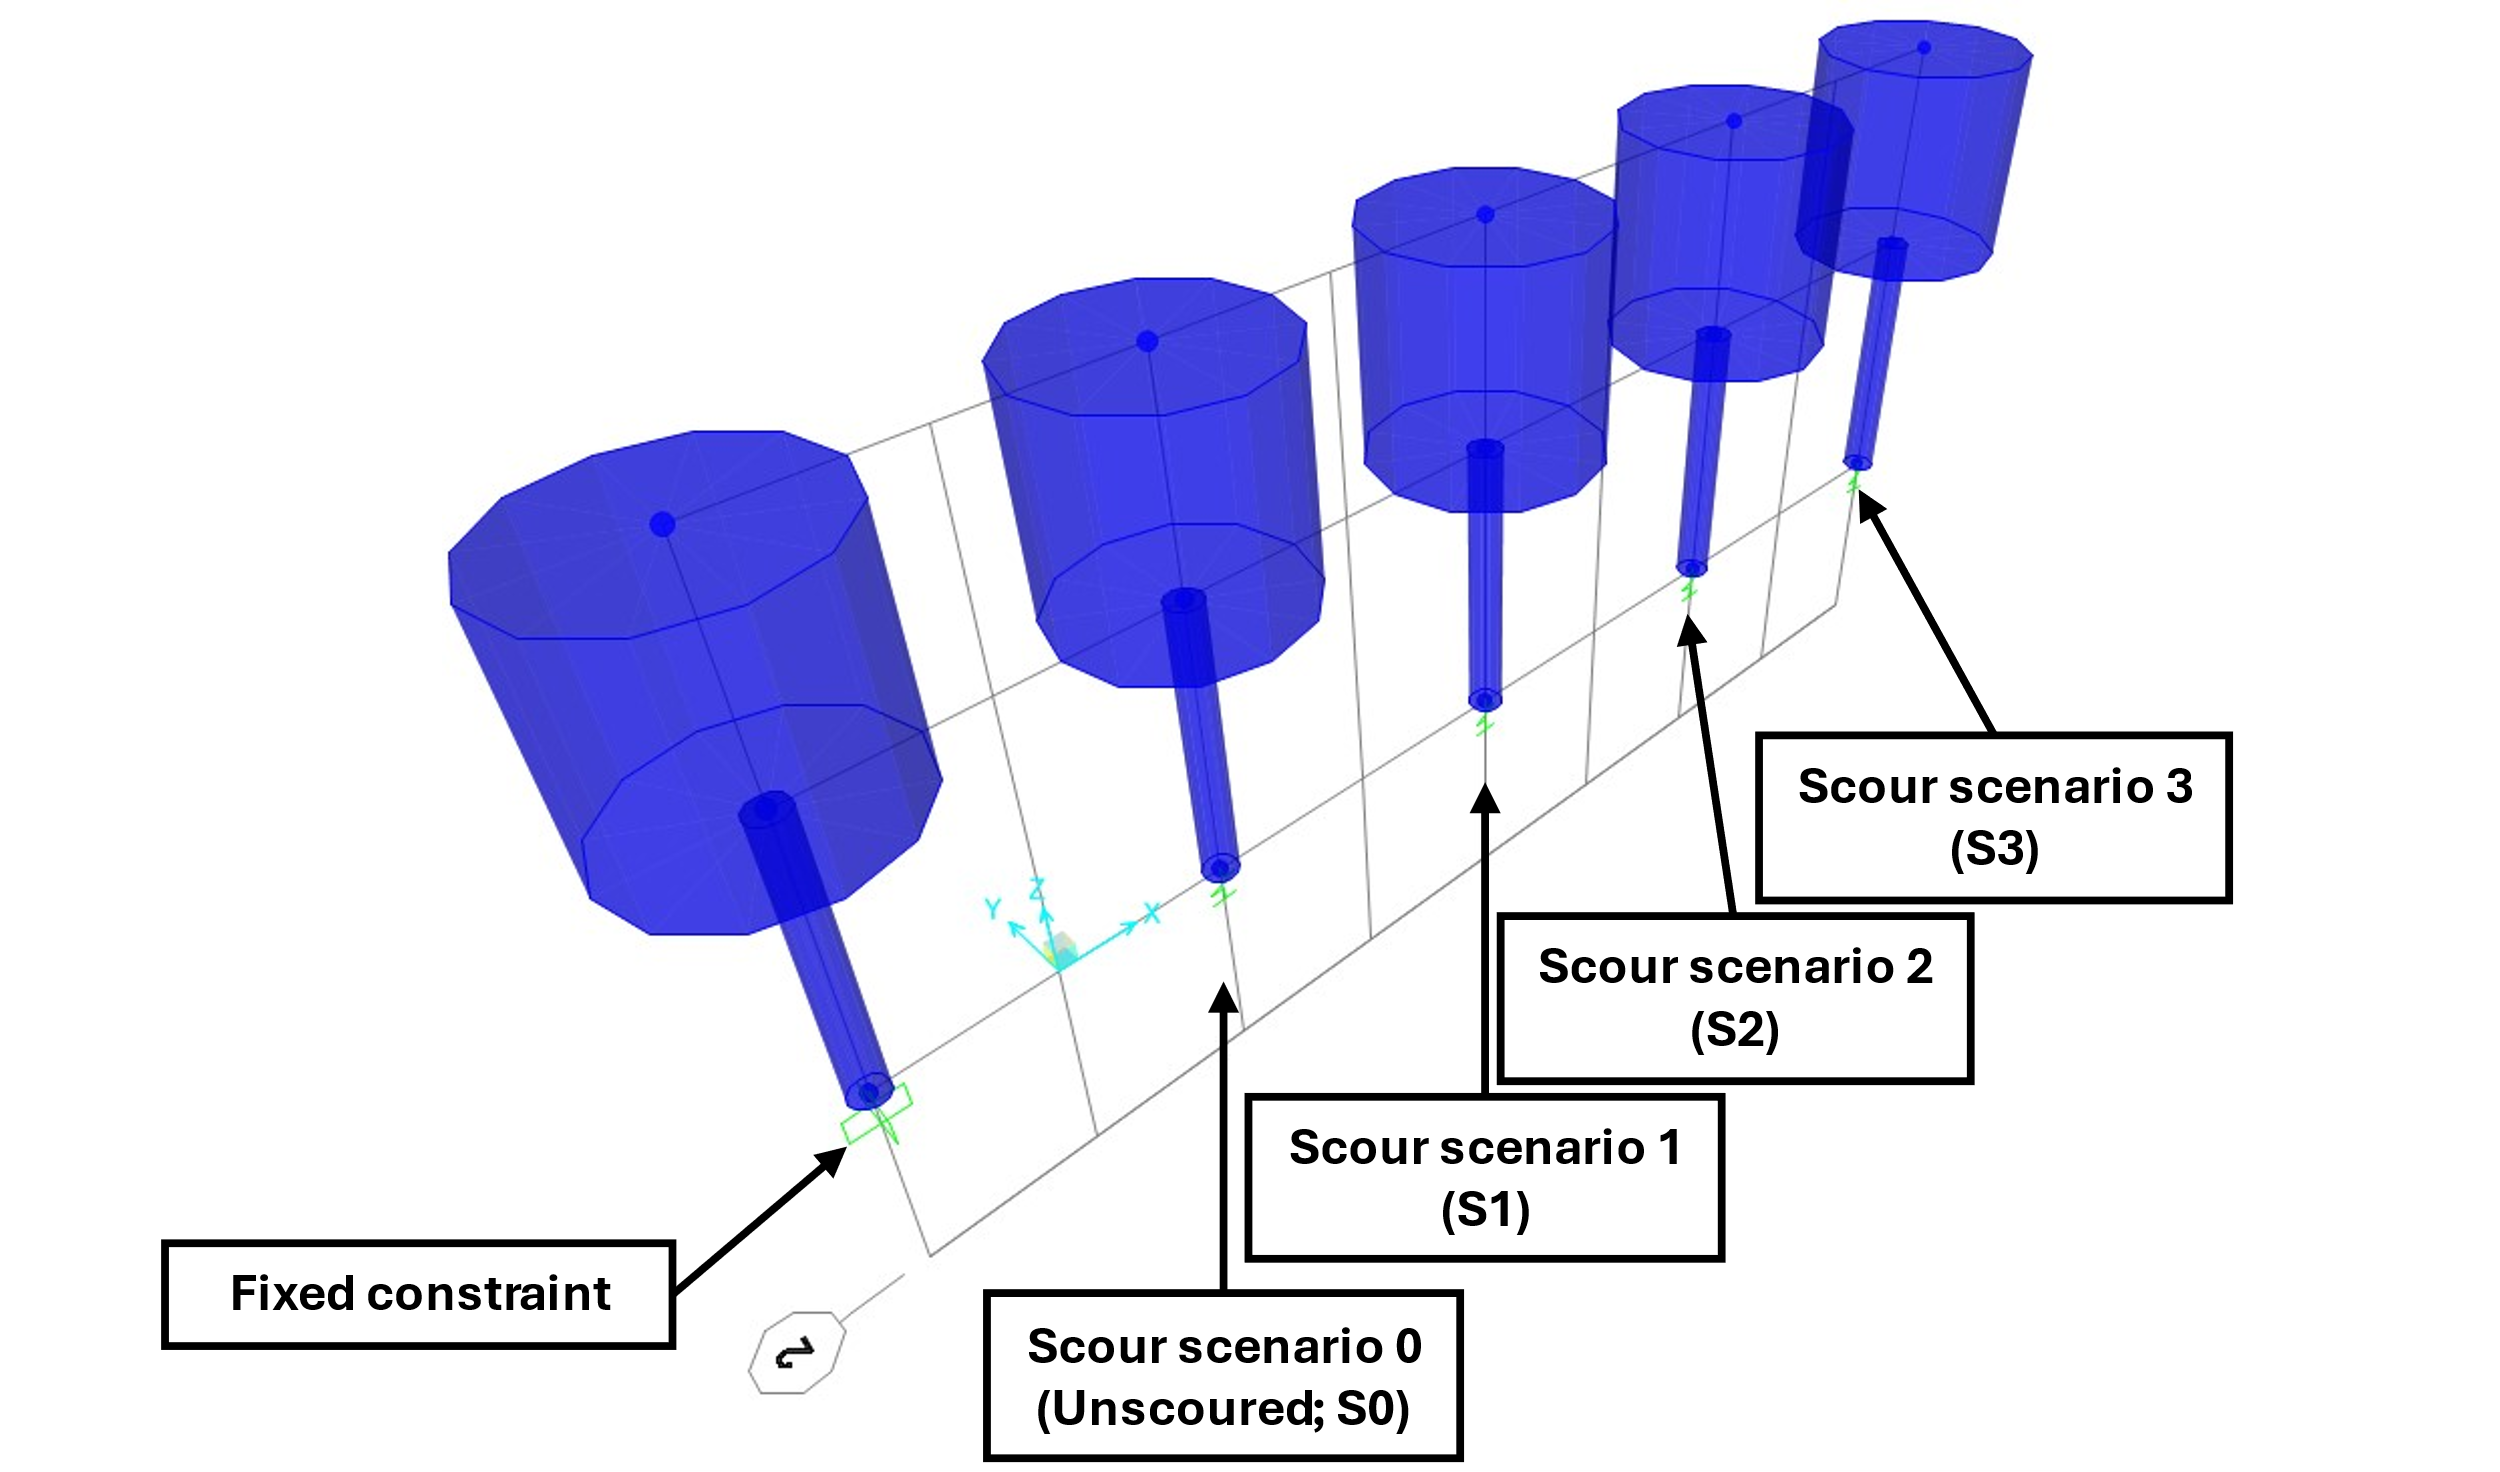 Z
Y
X
Scour scenario 3
(S3)
Scour scenario 2
(S2)
Scour scenario 1
(S1)
Fixed constraint
Scour scenario 0
(Unscoured; S0)